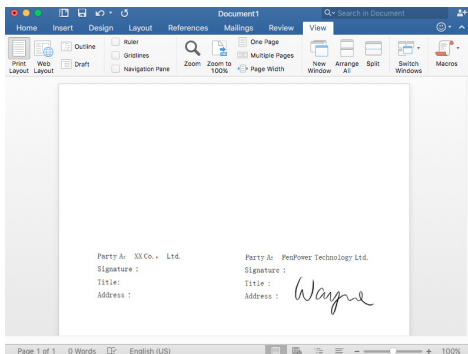 Document1
Search in Document
Home Insert Design Layout References Mailings Review View
Print Layout
Web Layout
Outline
Draft
Ruler
Gridlines
Navigation Pane
Zoom
Zoom to 100%
One Page
Multiple Pages
Page Width
New Window
Arrange All
Split
Switch Windows
Macros
Party A: XX Co., Ltd.
Signature :
Title:
Address :
Party A: PenPower Technology Ltd.
Signature :
Title :
Address :
Wayne
Page 1 of 1 0 Words English (US) 100%